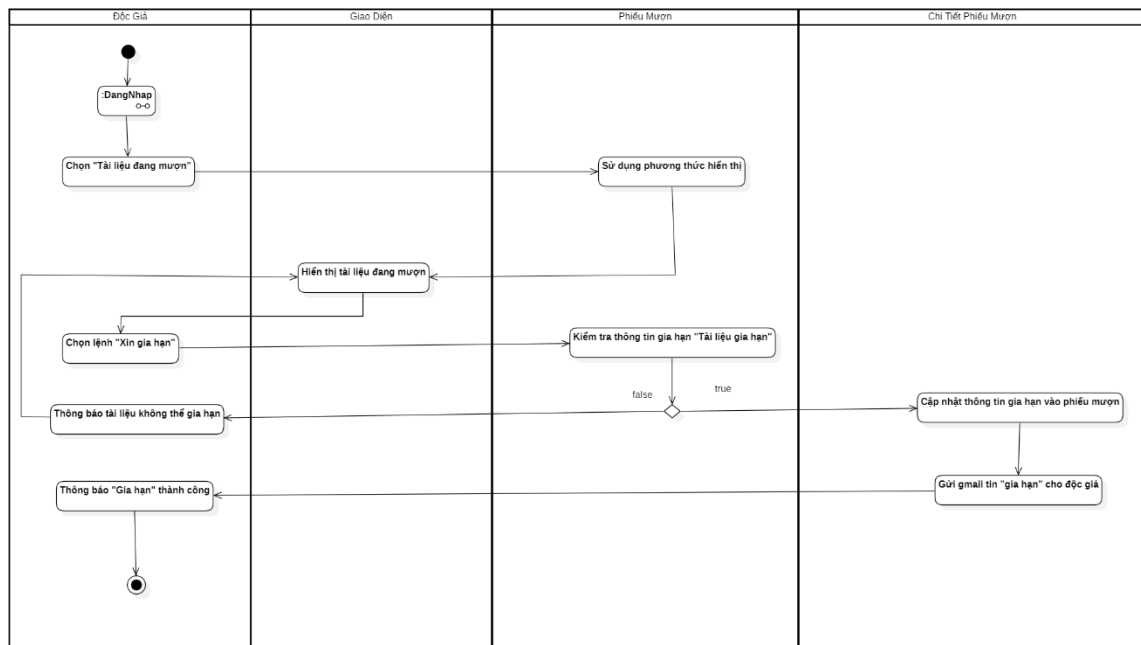 Độc Giả
Giao Diện
Phiếu Mượn
Chi Tiết Phiếu Mượn
:DangNhap
Chọn "Tài liệu đang mượn"
Sử dụng phương thức hiển thị
Hiển thị tài liệu đang mượn
Chọn lệnh "Xin gia hạn"
Kiểm tra thông tin gia hạn "Tài liệu gia hạn"
false
true
Thông báo tài liệu không thể gia hạn
Cập nhật thông tin gia hạn vào phiếu mượn
Thông báo "Gia hạn" thành công
Gửi gmail tin "gia hạn" cho độc giả